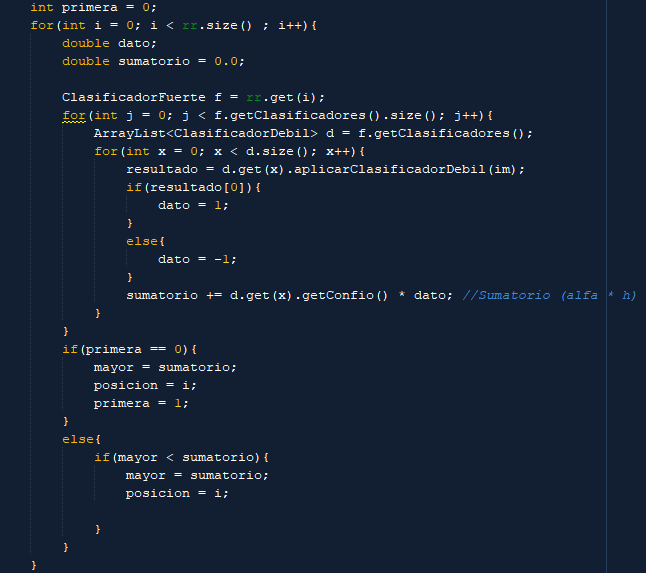 int primera = 0;
for(int i = 0; i < rr.size() ; i++){
double dato;
double sumatorio = 0.0;
ClasificadorFuerte f = rr.get(i);
for(int j = 0; j < f.getClasificadores().size(); j++){
ArrayList<ClasificadorDebil> d = f.getClasificadores();
for(int x = 0; x < d.size(); x++){
resultado = d.get(x).aplicarClasificadorDebil(im);
if(resultado[0]){
dato = 1;
}
else{
dato = -1;
}
sumatorio += d.get(x).getConfio() * dato; //Sumatorio (alfa * h)
}
}
if(primera == 0){
mayor = sumatorio;
posicion = i;
primera = 1;
}
else{
if(mayor < sumatorio){
mayor = sumatorio;
posicion = i;
}
}
}